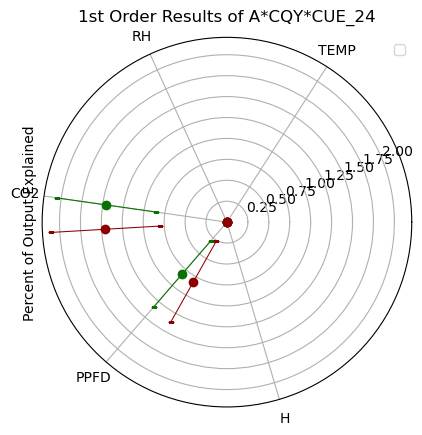 1st Order Results of A*CQY*CUE_24
RH
TEMP
2.00
1.75
1.50
1.25
1.00
0.75
0.50
0.25
CO2
Percent of Output Explained
PPFD
H